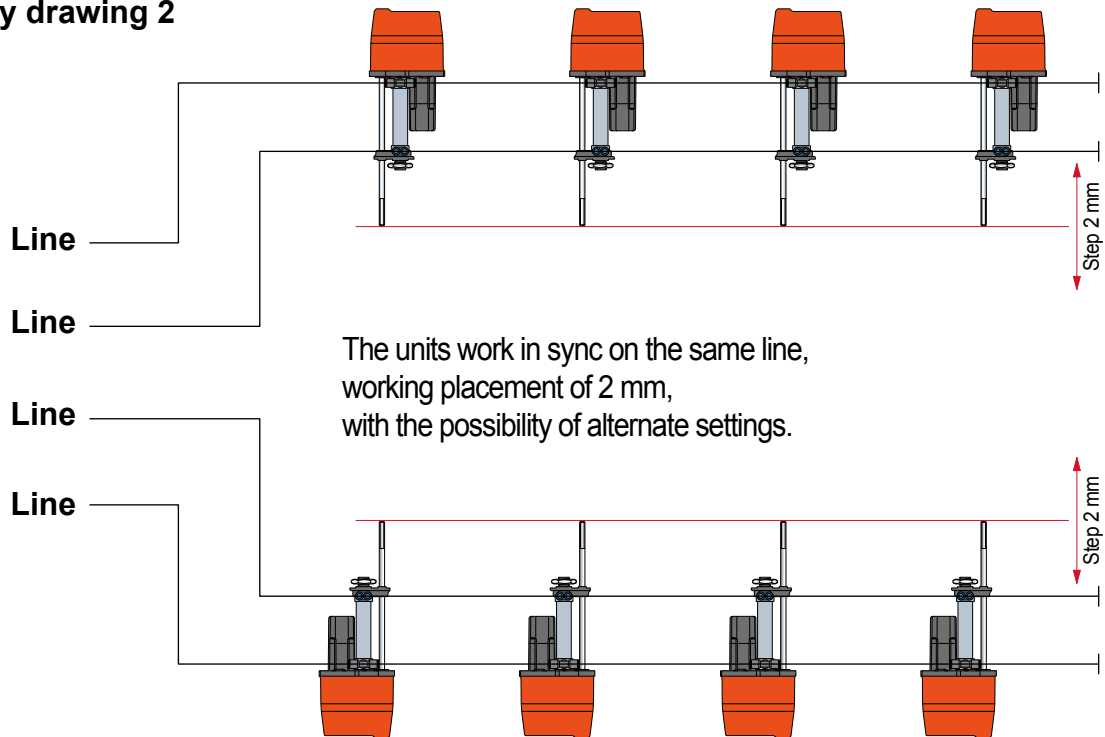 y drawing 2
Line
Line
Step 2 mm
The units work in sync on the same line,
working placement of 2 mm,
with the possibility of alternate settings.
Line
Line
Step 2 mm